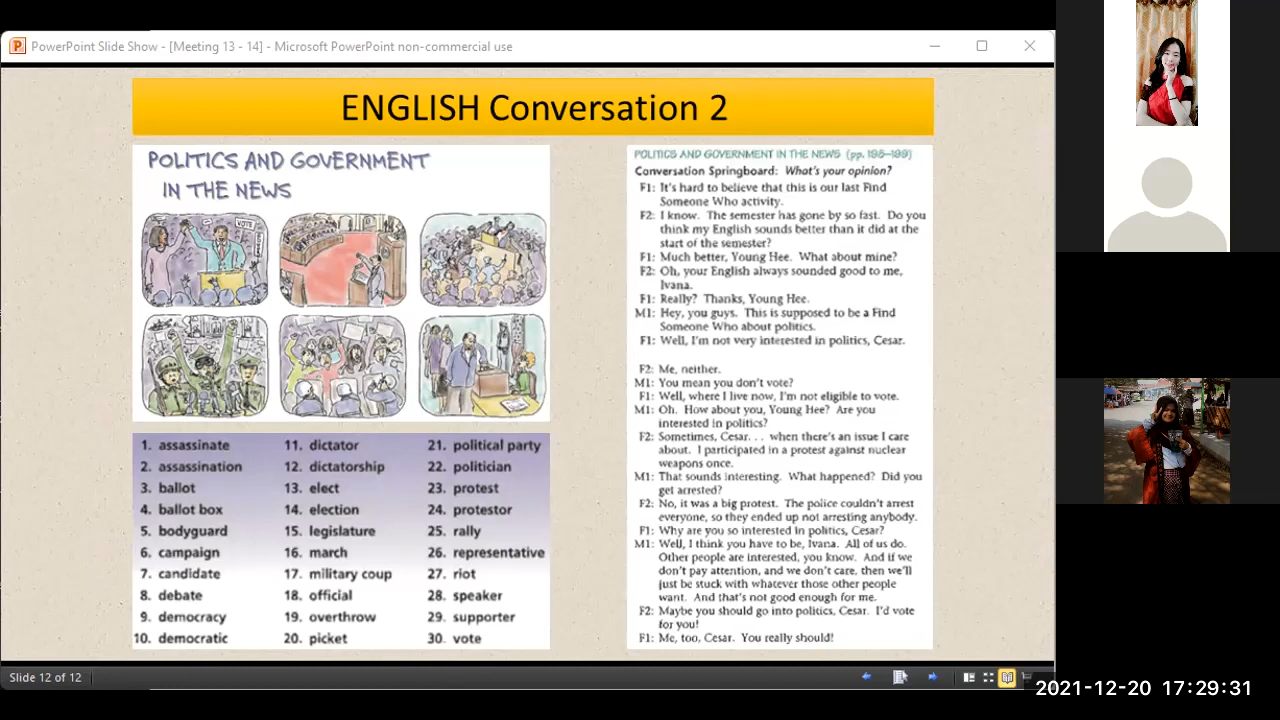 PowerPoint Slide Show - [Meeting 13 - 14] - Microsoft PowerPoint non-commercial use
ENGLISH Conversation 2
POLITICS AND GOVERNMENT
IN THE NEWS
VOTE
1. assassinate
2. assassination
3. ballot
4. ballot box
5. bodyguard
6. campaign
7. candidate
8. debate
9. democracy
10. democratic
11. dictator
12. dictatorship
13. elect
14. election
15. legislature
16. march
17. military coup
18. official
19. overthrow
20. picket
21. political party
22. politician
23. protest
24. protestor
25. rally
26. representative
27. riot
28. speaker
29. supporter
30. vote
POLITICS AND GOVERNMENT IN THE NEWS (pp. 196–199)
Conversation Springboard: What's your opinion?
F1: It's hard to believe that this is our last Find
Someone Who activity.
F2: I know. The semester has gone by so fast. Do you
think my English sounds better than it did at the
start of the semester?
F1: Much better, Young Hee. What about mine?
F2: Oh, your English always sounded good to me,
Ivana.
F1: Really? Thanks, Young Hee.
M1: Hey, you guys. This is supposed to be a Find
Someone Who about politics.
F1: Well, I'm not very interested in politics, Cesar.
F2: Me, neither.
M1: You mean you don't vote?
F1: Well, where I live now, I'm not eligible to vote.
M1: Oh. How about you, Young Hee? Are you
interested in politics?
F2: Sometimes, Cesar. . . when there's an issue I care
about. I participated in a protest against nuclear
weapons once.
M1: That sounds interesting. What happened? Did you
get arrested?
F2: No, it was a big protest. The police couldn't arrest
everyone, so they ended up not arresting anybody.
F1: Why are you so interested in politics, Cesar?
M1: Well, I think you have to be, Ivana. All of us do.
Other people are interested, you know. And if we
don't pay attention, and we don't care, then we'll
just be stuck with whatever those other people
want. And that's not good enough for me.
F2: Maybe you should go into politics, Cesar. I'd vote
for you!
F1: Me, too, Cesar. You really should!
Slide 12 of 12
2021-12-20 17:29:31